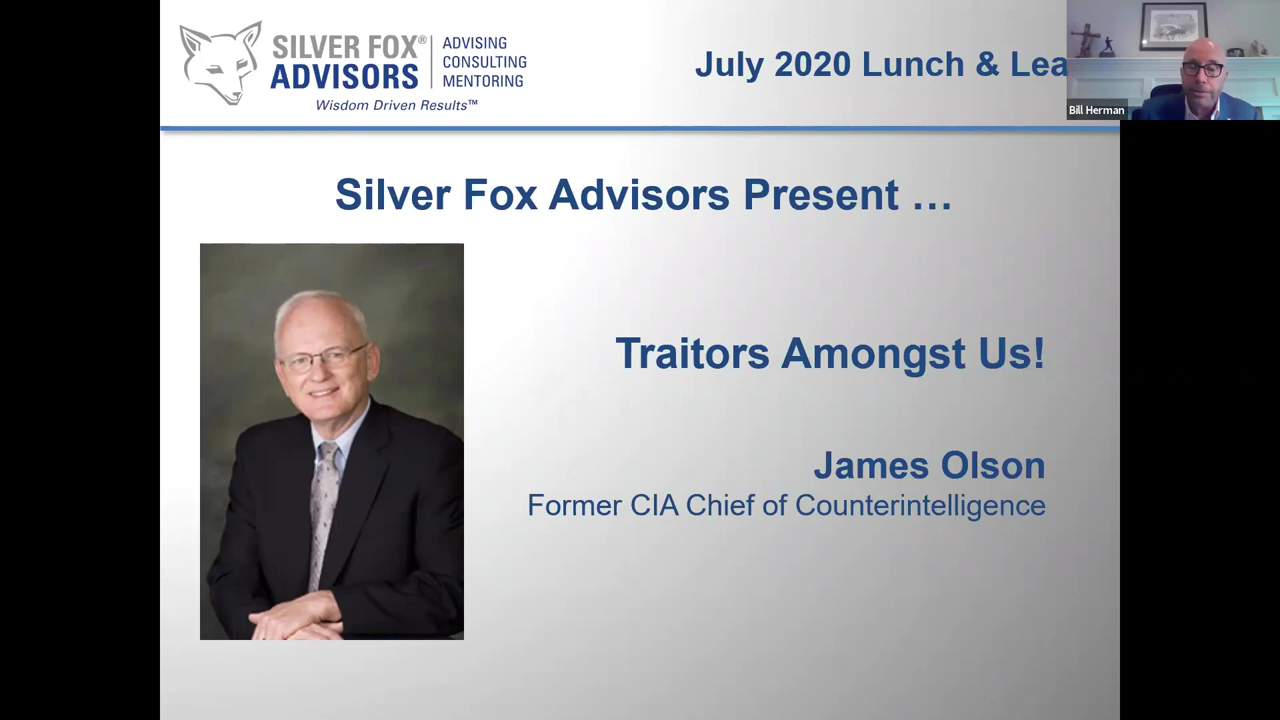 SILVER FOX® ADVISORS
ADVISING
CONSULTING
MENTORING
Wisdom Driven Results™
July 2020 Lunch & Lea
Bill Herman
Silver Fox Advisors Present …
Traitors Amongst Us!
James Olson
Former CIA Chief of Counterintelligence